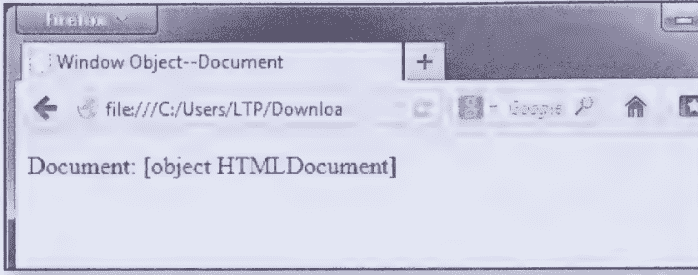 Firefox
Window Object--Document
+
file:///C:/Users/LTP/Downloa
Google
Document: [object HTMLDocument]